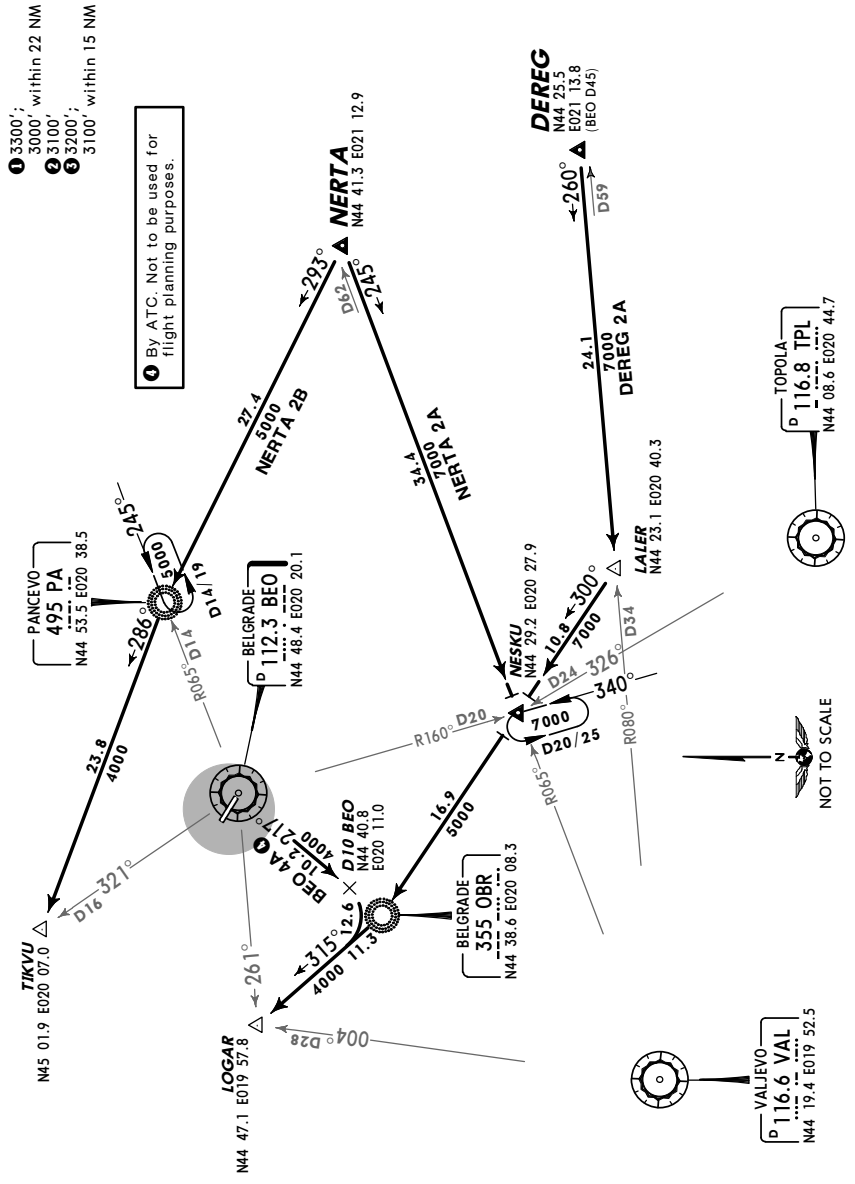 ❶ 3300';
3000' within 22 NM
❷ 3100'
❸ 3200';
3100' within 15 NM
❹ By ATC. Not to be used for
flight planning purposes.
TIKVU
N45 01.9 E020 07.0
D16
321°
23.8
4000
286°
PANCEVO
495 PA
N44 53.5 E020 38.5
245°
5000
D14/19
R065° D14
27.4
5000
NERTA 2B
293°
NERTA
N44 41.3 E021 12.9
D62
245°
34.4
7000
NERTA 2A
BELGRADE
D 112.3 BEO
N44 48.4 E020 20.1
BEO 4A ❹
10.2
217°
4000
D10 BEO
N44 40.8
E020 11.0
LOGAR
N44 47.1 E019 57.8
261°
D28
004°
315°
12.6
4000
11.3
BELGRADE
355 OBR
N44 38.6 E020 08.3
16.9
5000
R160° D20
NESKU
N44 29.2 E020 27.9
7000
D20/25
340°
D24
326°
R065°
10.8
7000
300°
LALER
N44 23.1 E020 40.3
R080°
D34
24.1
7000
DEREG 2A
260°
D59
DEREG
N44 25.5
E021 13.8
(BEO D45)
TOPOLA
D 116.8 TPL
N44 08.6 E020 44.7
VALJEVO
D 116.6 VAL
N44 19.4 E019 52.5
N
NOT TO SCALE